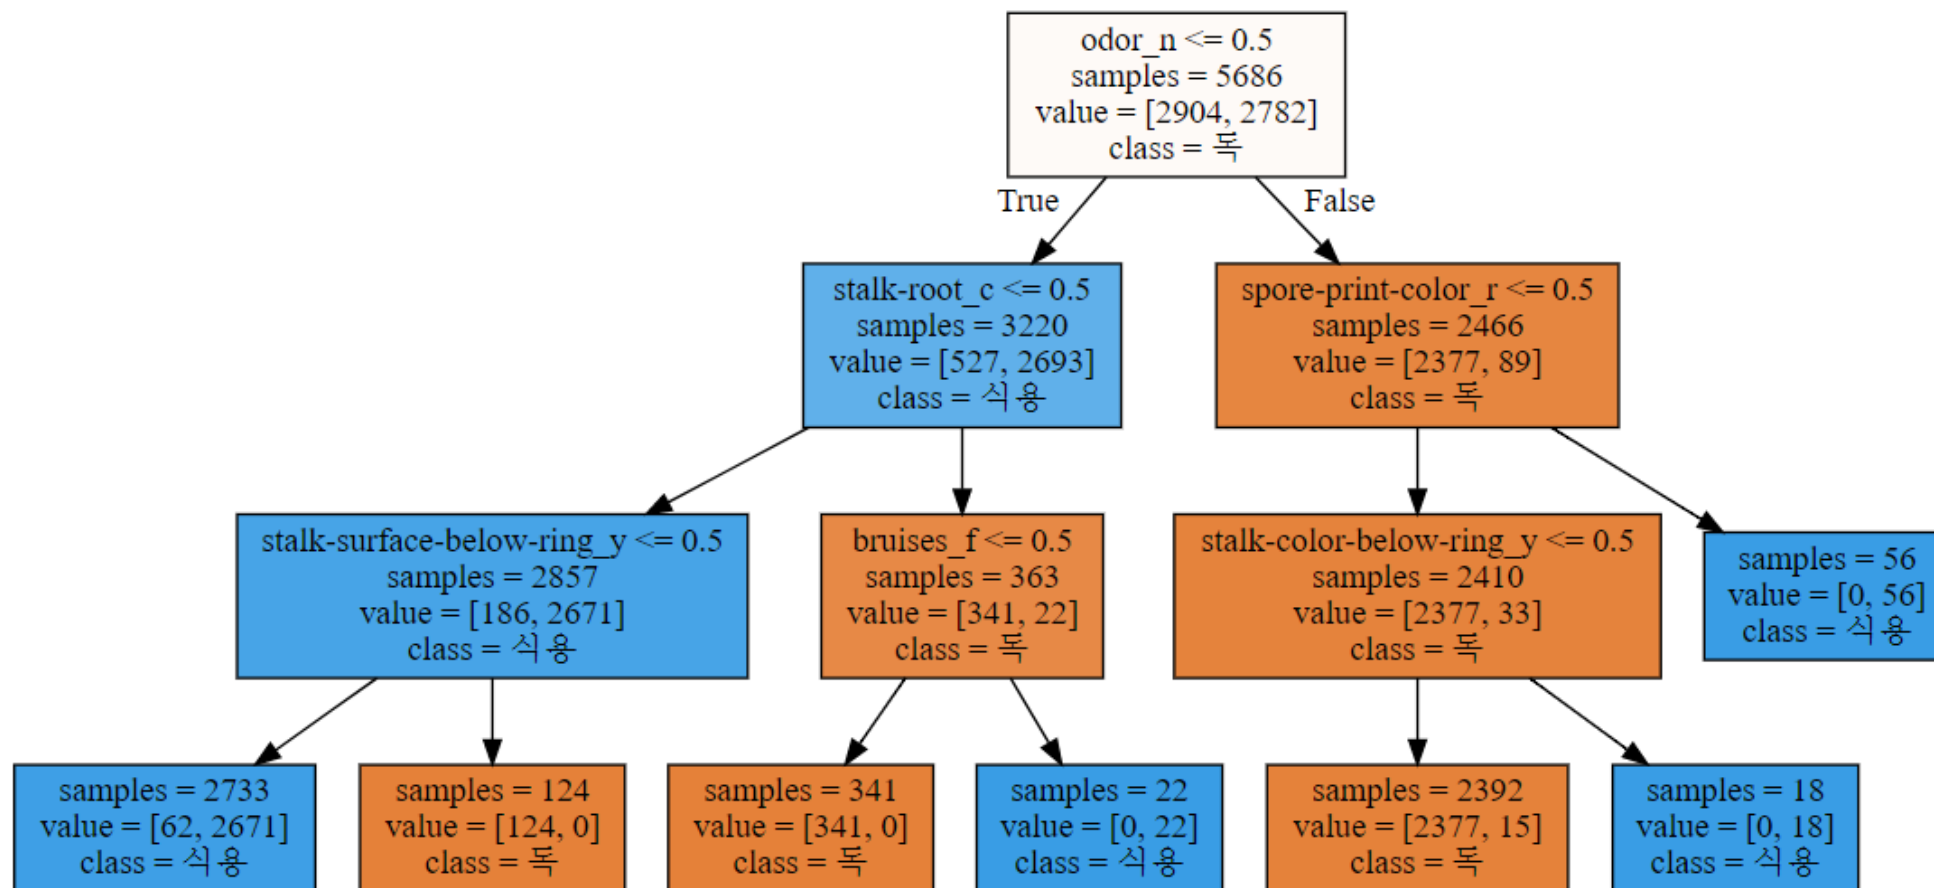 odor_n <= 0.5
samples = 5686
value = [2904, 2782]
class = 독
True
False
stalk-root_c <= 0.5
samples = 3220
value = [527, 2693]
class = 식용
spore-print-color_r <= 0.5
samples = 2466
value = [2377, 89]
class = 독
stalk-surface-below-ring_y <= 0.5
samples = 2857
value = [186, 2671]
class = 식용
bruises_f <= 0.5
samples = 363
value = [341, 22]
class = 독
stalk-color-below-ring_y <= 0.5
samples = 2410
value = [2377, 33]
class = 독
samples = 56
value = [0, 56]
class = 식용
samples = 2733
value = [62, 2671]
class = 식용
samples = 124
value = [124, 0]
class = 독
samples = 341
value = [341, 0]
class = 독
samples = 22
value = [0, 22]
class = 식용
samples = 2392
value = [2377, 15]
class = 독
samples = 18
value = [0, 18]
class = 식용